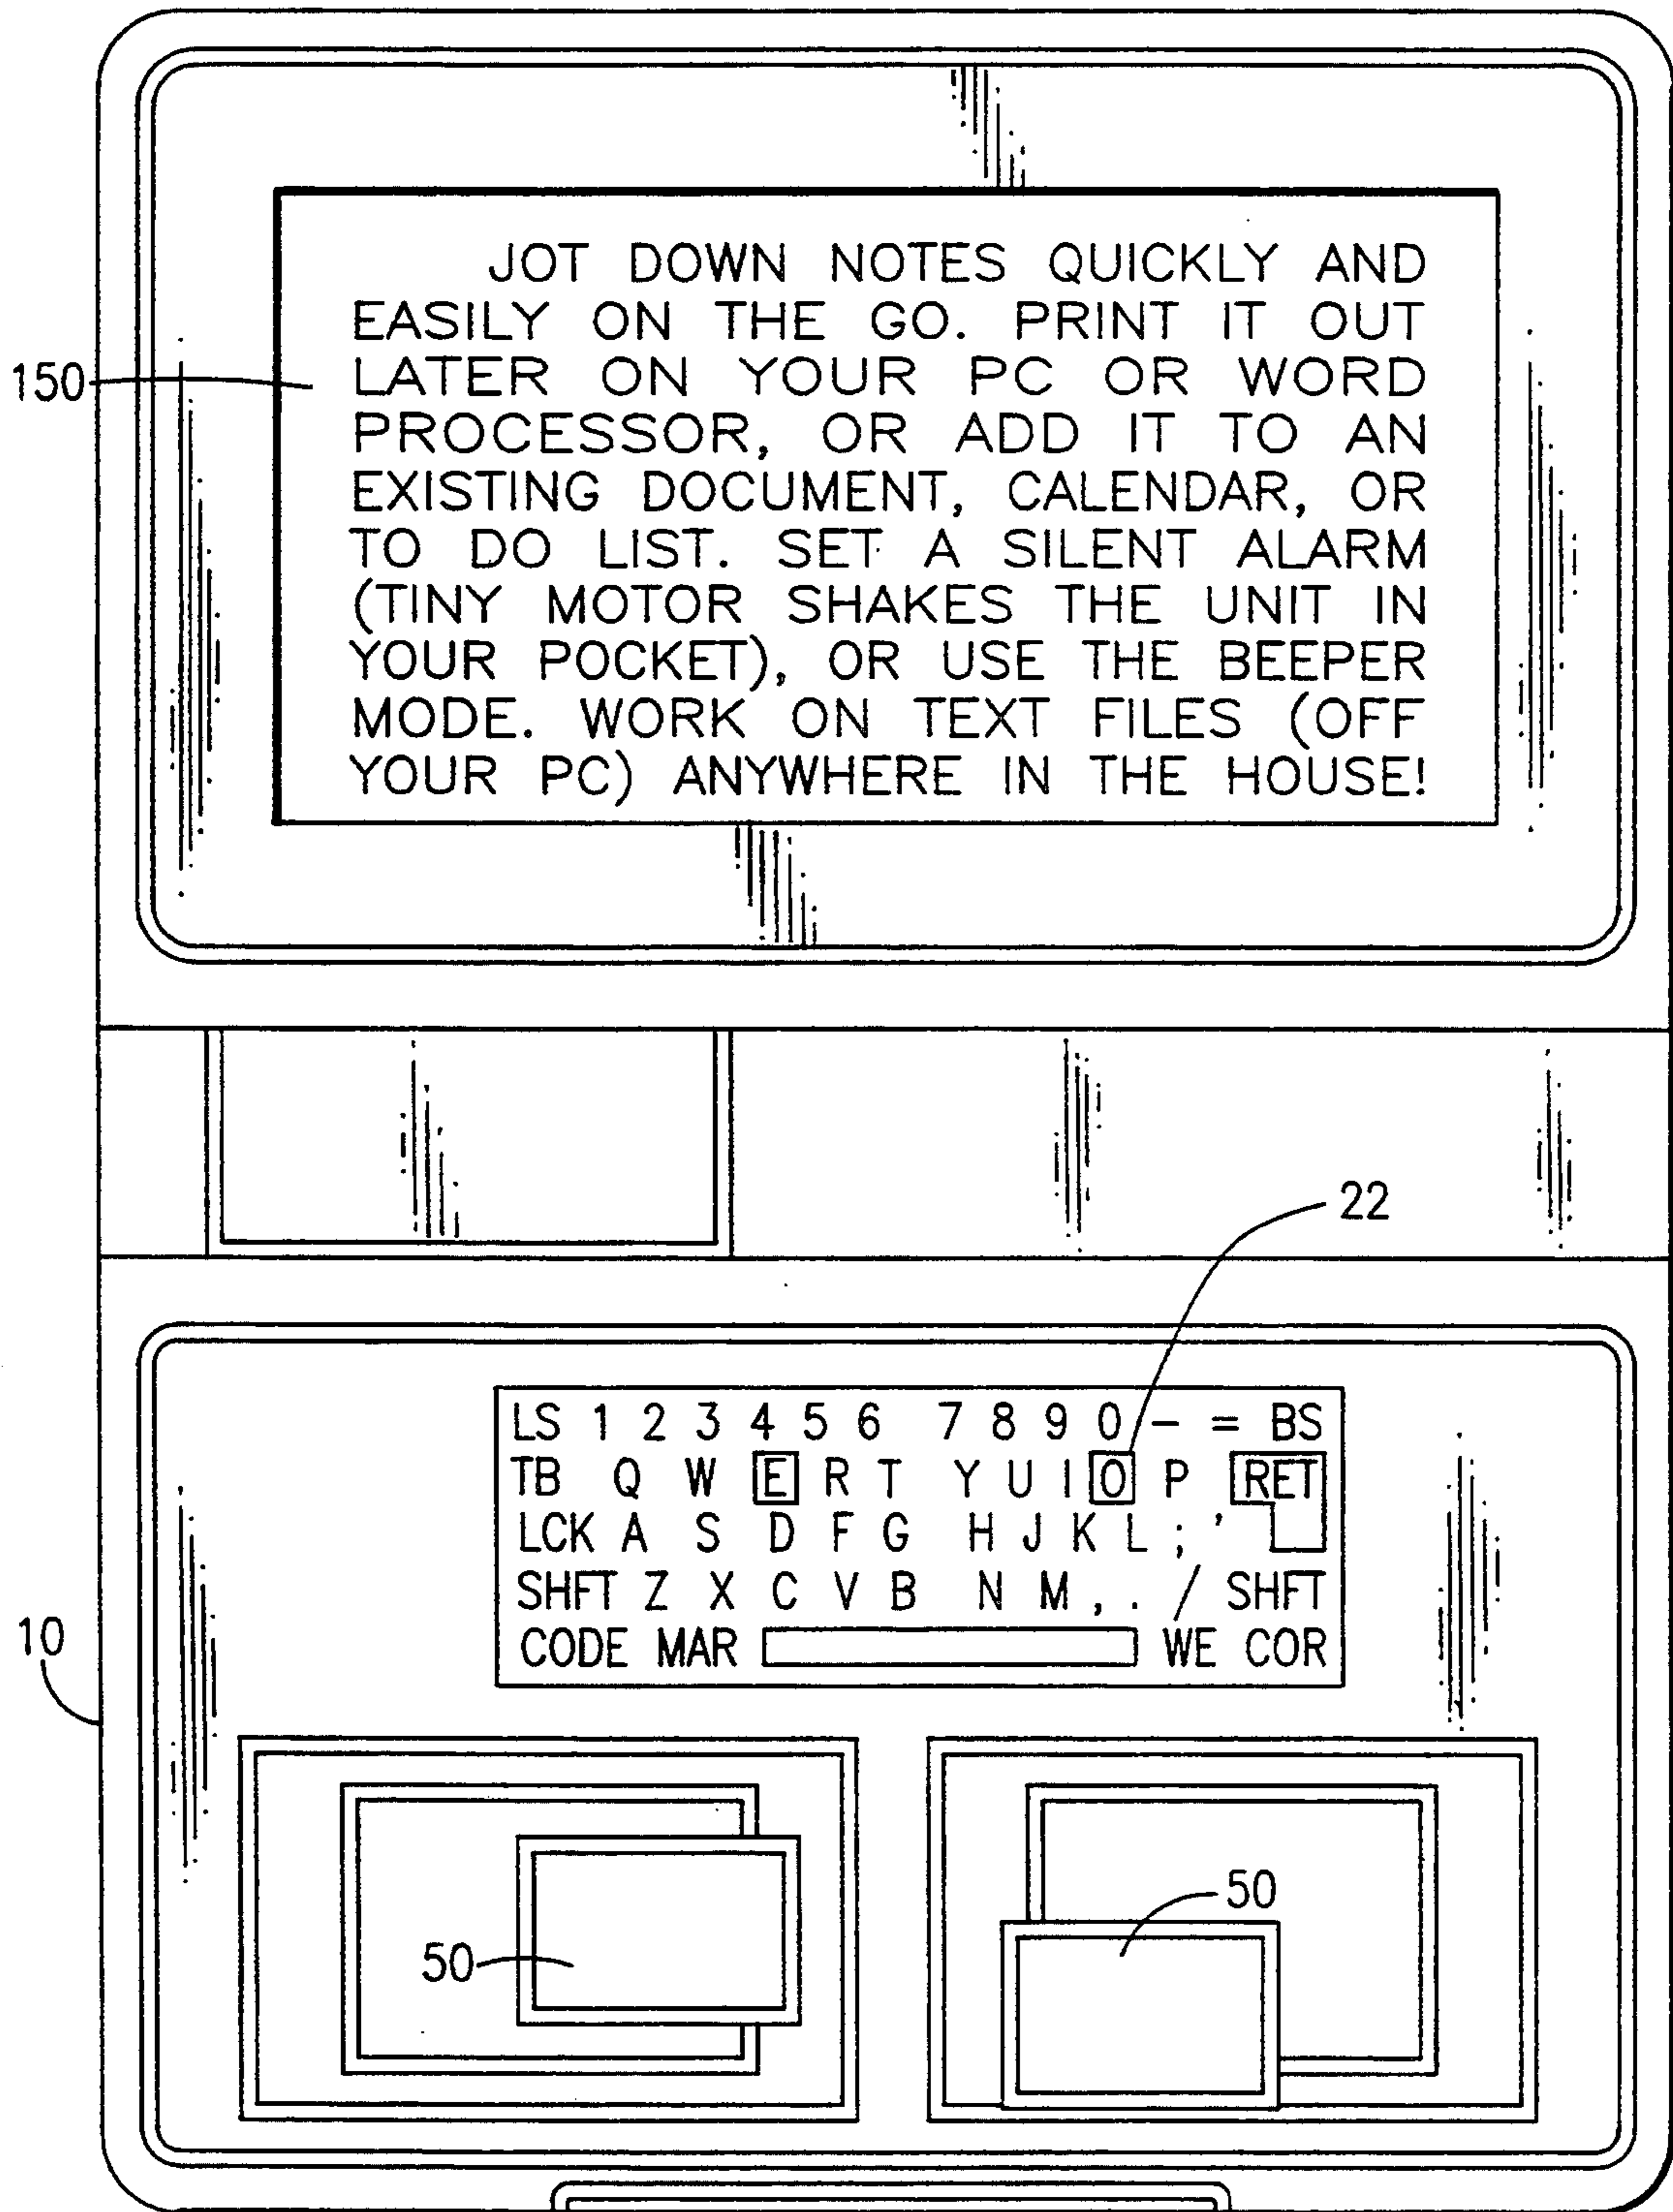 JOT DOWN NOTES QUICKLY AND
EASILY ON THE GO. PRINT IT OUT
150
LATER ON YOUR PC OR WORD
PROCESSOR, OR ADD IT TO AN
EXISTING DOCUMENT, CALENDAR, OR
TO DO LIST. SET A SILENT ALARM
(TINY MOTOR SHAKES THE UNIT IN
YOUR POCKET), OR USE THE BEEPER
MODE. WORK ON TEXT FILES (OFF
YOUR PC) ANYWHERE IN THE HOUSE!
22
LS 1 2 3 4 5 6 7 8 9 0 - = BS
TB Q W E R T Y U I O P RET
LCK A S D F G H J K L ; '
SHFT Z X C V B N M , . / SHFT
10
CODE MAR WE COR
50
50